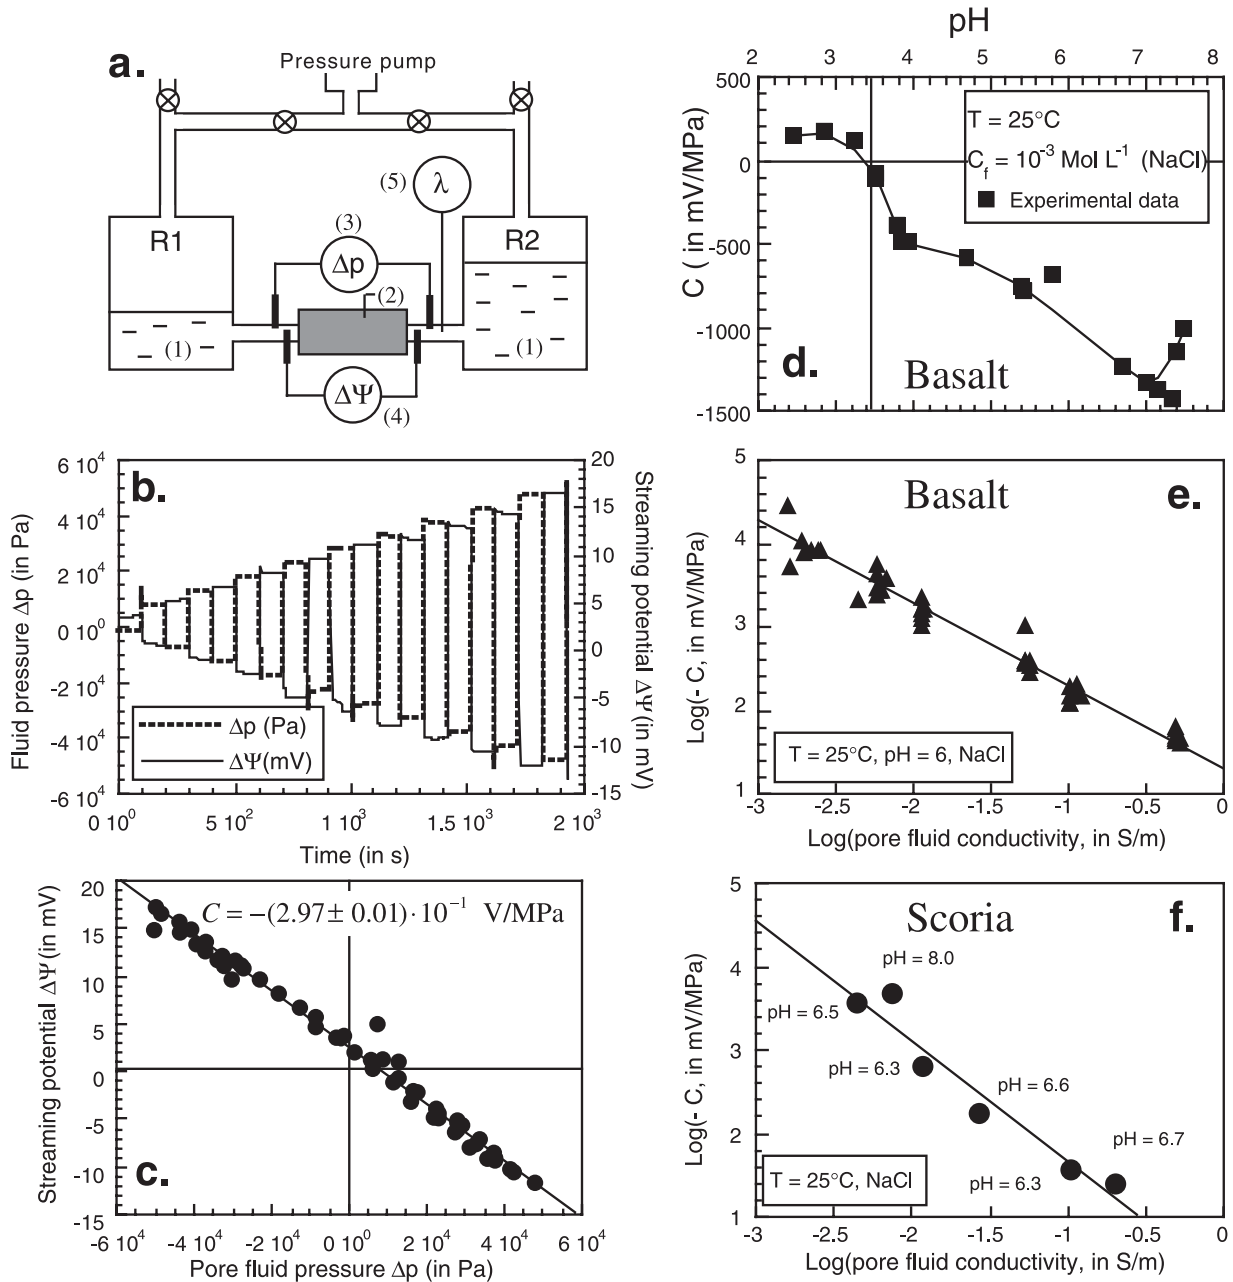 a.
Pressure pump
(5)
λ
R1
(3)
R2
Δp
(2)
(1)
(1)
ΔΨ
(4)
pH
2 3 4 5 6 7 8
C ( in mV/MPa)
500
0
-500
-1000
-1500
T = 25°C
C_f = 10^-3 Mol L^-1 (NaCl)
Experimental data
d.
Basalt
b.
Fluid pressure Δp (in Pa)
6 10^4
4 10^4
2 10^4
0 10^0
-2 10^4
-4 10^4
-6 10^4
Δp (Pa)
ΔΨ(mV)
20
15
10
5
0
-5
-10
-15
Streaming potential ΔΨ(in mV)
0 10^0 5 10^2 1 10^3 1.5 10^3 2 10^3
Time (in s)
Basalt
e.
Log(- C, in mV/MPa)
5
4
3
2
1
T = 25°C, pH = 6, NaCl
-3 -2.5 -2 -1.5 -1 -0.5 0
Log(pore fluid conductivity, in S/m)
Streaming potential ΔΨ(in mV)
20
15
10
5
0
-5
-10
-15
C = -(2.97 ± 0.01)·10^-1 V/MPa
c.
-6 10^4 -4 10^4 -2 10^4 0 10^0 2 10^4 4 10^4 6 10^4
Pore fluid pressure Δp (in Pa)
Scoria
f.
Log(- C, in mV/MPa)
5
4
3
2
1
pH = 8.0
pH = 6.5
pH = 6.3
pH = 6.6
pH = 6.7
pH = 6.3
T = 25°C, NaCl
-3 -2.5 -2 -1.5 -1 -0.5 0
Log(pore fluid conductivity, in S/m)